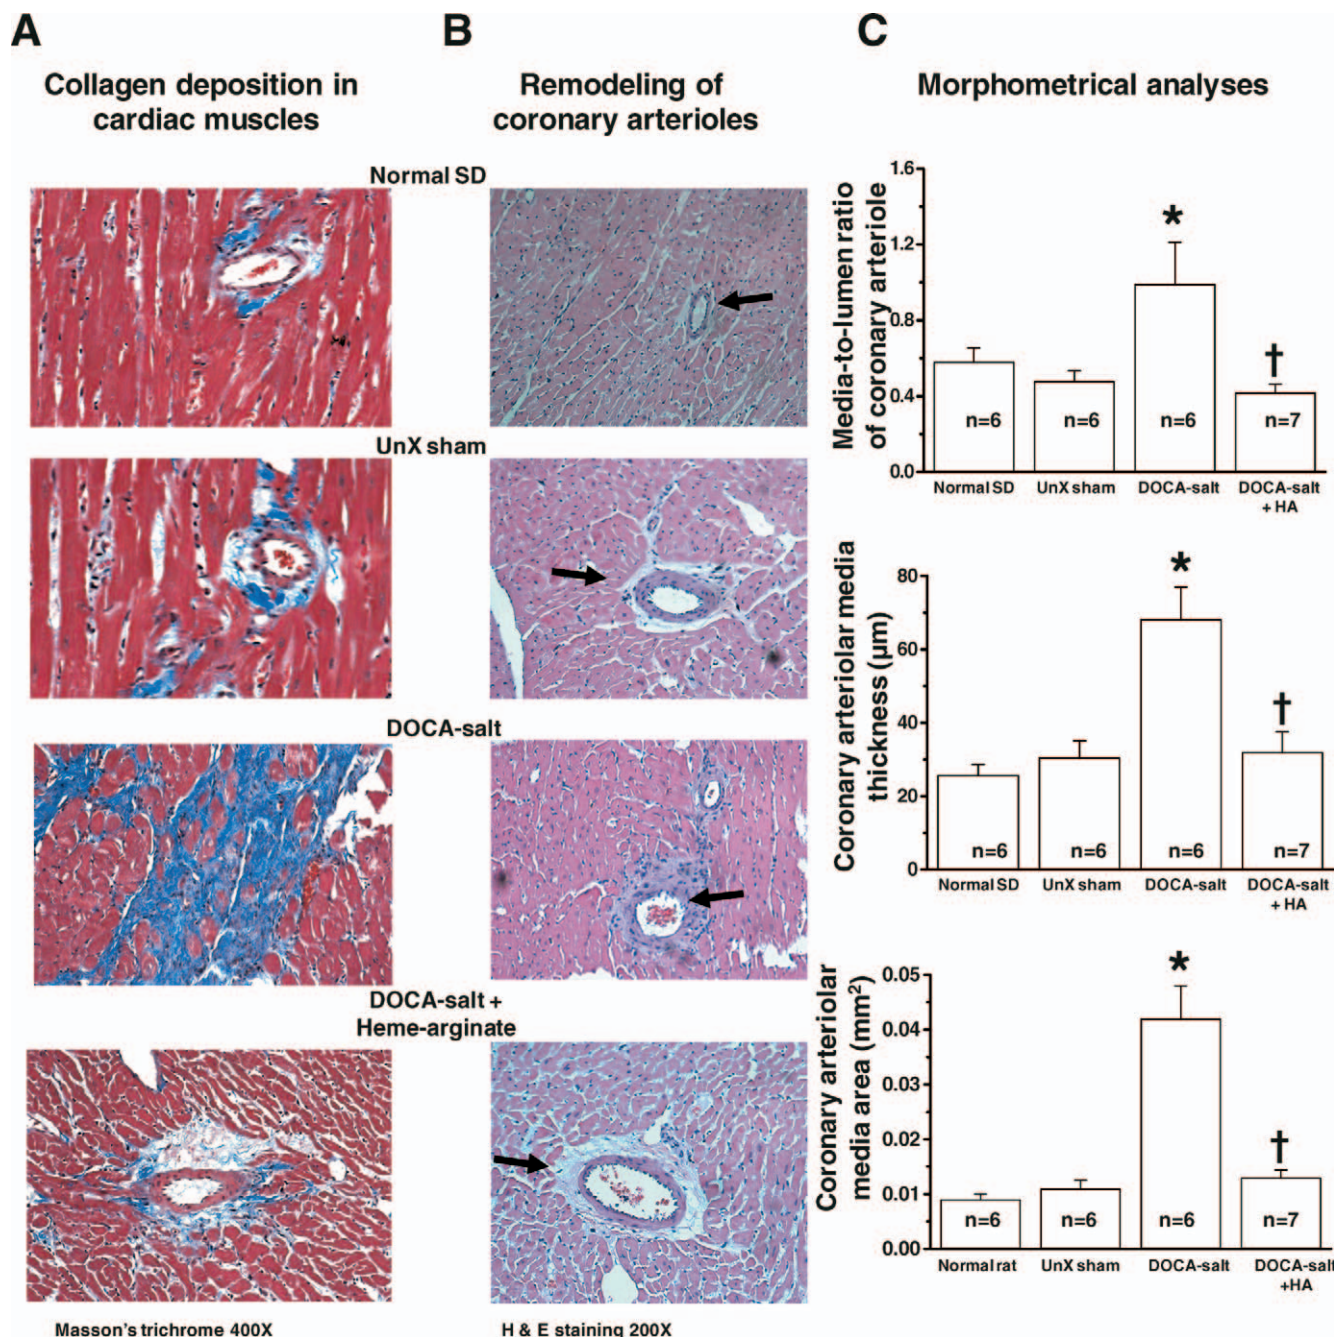 A
B
C
Collagen deposition in
cardiac muscles
Remodeling of
coronary arterioles
Morphometrical analyses
Normal SD
UnX sham
DOCA-salt
DOCA-salt +
Heme-arginate
Masson's trichrome 400X
H & E staining 200X
Media-to-lumen ratio
of coronary arteriole
1.6
1.2
0.8
0.4
0.0
*
†
n=6
n=6
n=6
n=7
Normal SD
UnX sham
DOCA-salt
DOCA-salt
+ HA
Coronary arteriolar media
thickness (µm)
80
60
40
20
0
*
†
n=6
n=6
n=6
n=7
Normal SD
UnX sham
DOCA-salt
DOCA-salt
+ HA
Coronary arteriolar
media area (mm²)
0.05
0.04
0.03
0.02
0.01
0.00
*
†
n=6
n=6
n=6
n=7
Normal rat
UnX sham
DOCA-salt
DOCA-salt
+HA